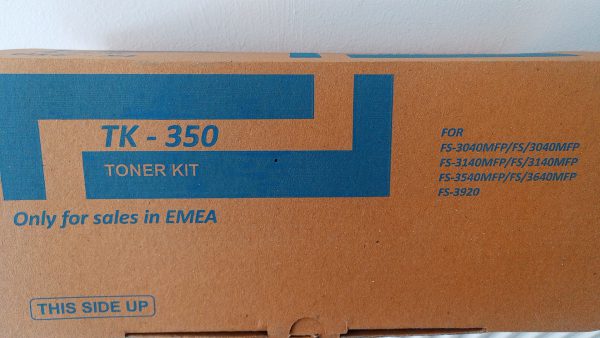 TK - 350
TONER KIT
Only for sales in EMEA
FOR
FS-3040MFP/FS/3040MFP
FS-3140MFP/FS/3140MFP
FS-3540MFP/FS/3640MFP
FS-3920
THIS SIDE UP